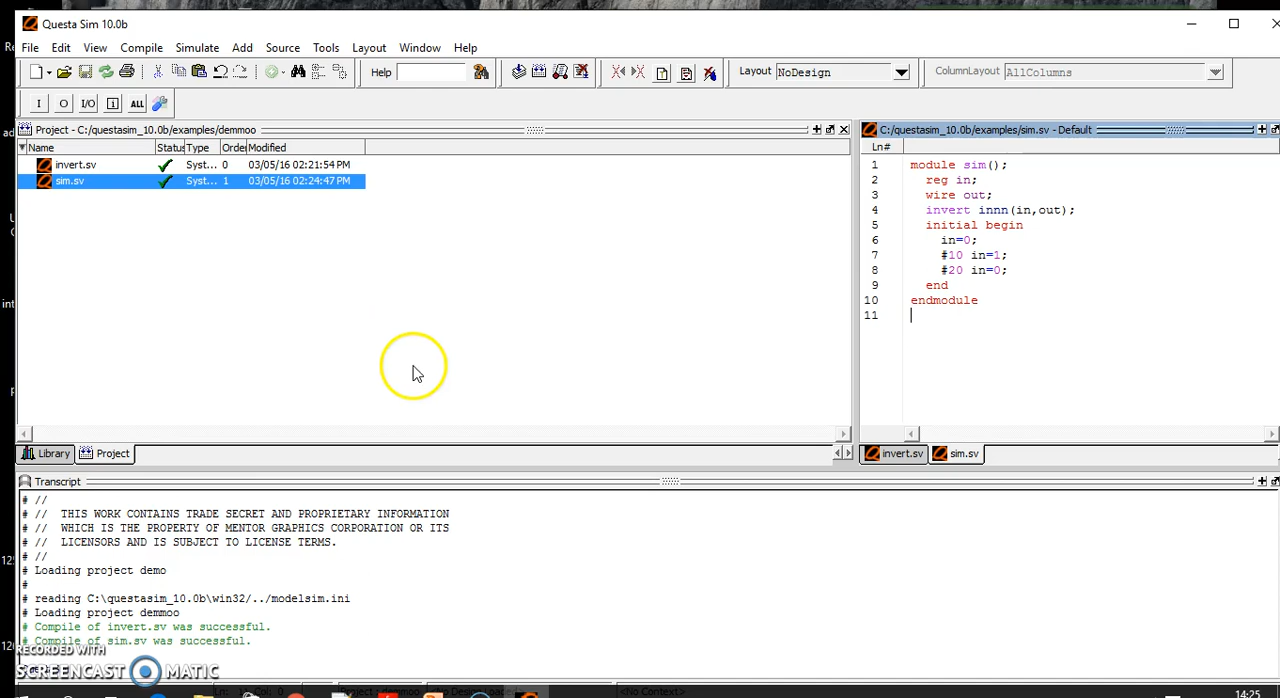 Questa Sim 10.0b
File Edit View Compile Simulate Add Source Tools Layout Window Help
Help Layout NoDesign ColumnLayout AllColumns
I O I/O i ALL
Project - C:/questasim_10.0b/examples/demmoo
Name Status Type Order Modified
invert.sv Syst... 0 03/05/16 02:21:54 PM
sim.sv Syst... 1 03/05/16 02:24:47 PM
Library Project
C:/questasim_10.0b/examples/sim.sv - Default
Ln#
1 module sim();
2 reg in;
3 wire out;
4 invert innn(in,out);
5 initial begin
6 in=0;
7 #10 in=1;
8 #20 in=0;
9 end
10 endmodule
11
invert.sv sim.sv
Transcript
# //
# // THIS WORK CONTAINS TRADE SECRET AND PROPRIETARY INFORMATION
# // WHICH IS THE PROPERTY OF MENTOR GRAPHICS CORPORATION OR ITS
# // LICENSORS AND IS SUBJECT TO LICENSE TERMS.
# //
# Loading project demo
#
# reading C:\questasim_10.0b\win32/../modelsim.ini
# Loading project demmoo
# Compile of invert.sv was successful.
# Compile of sim.sv was successful.
RECORDED WITH
SCREENCAST MATIC
<No Context>
14:25